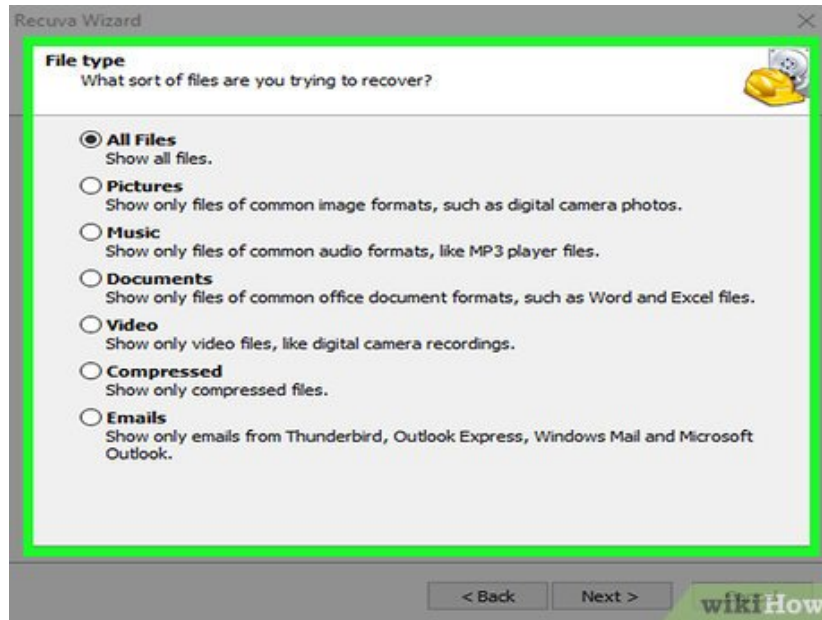 Recuva Wizard
File type
What sort of files are you trying to recover?
All Files
Show all files.
Pictures
Show only files of common image formats, such as digital camera photos.
Music
Show only files of common audio formats, like MP3 player files.
Documents
Show only files of common office document formats, such as Word and Excel files.
Video
Show only video files, like digital camera recordings.
Compressed
Show only compressed files.
Emails
Show only emails from Thunderbird, Outlook Express, Windows Mail and Microsoft
Outlook.
< Back Next >
wikiHow